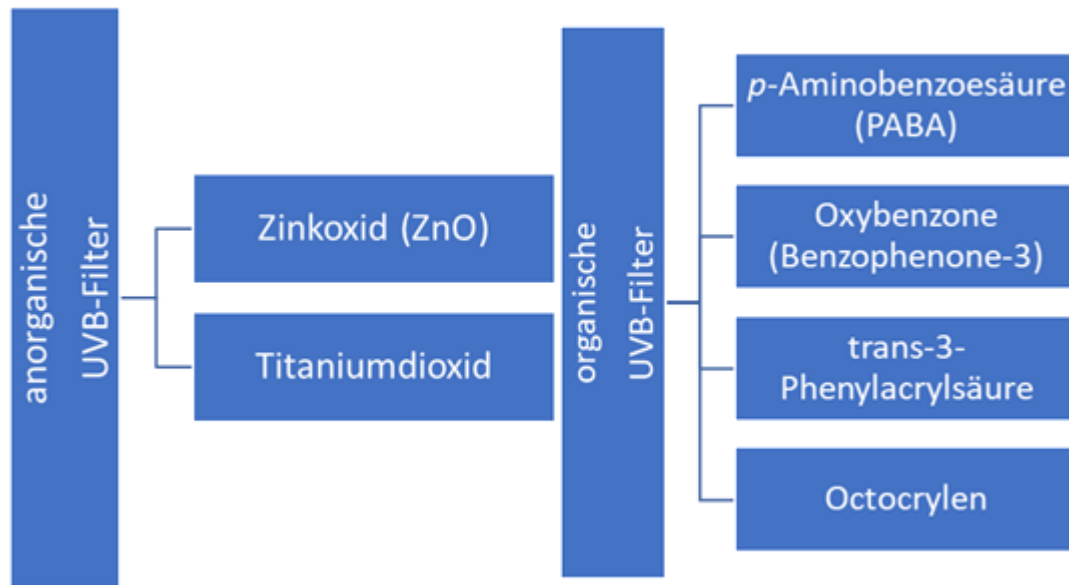 anorganische
UVB-Filter
Zinkoxid (ZnO)
Titaniumdioxid
organische
UVB-Filter
p-Aminobenzoesäure
(PABA)
Oxybenzone
(Benzophenone-3)
trans-3-
Phenylacrylsäure
Octocrylen